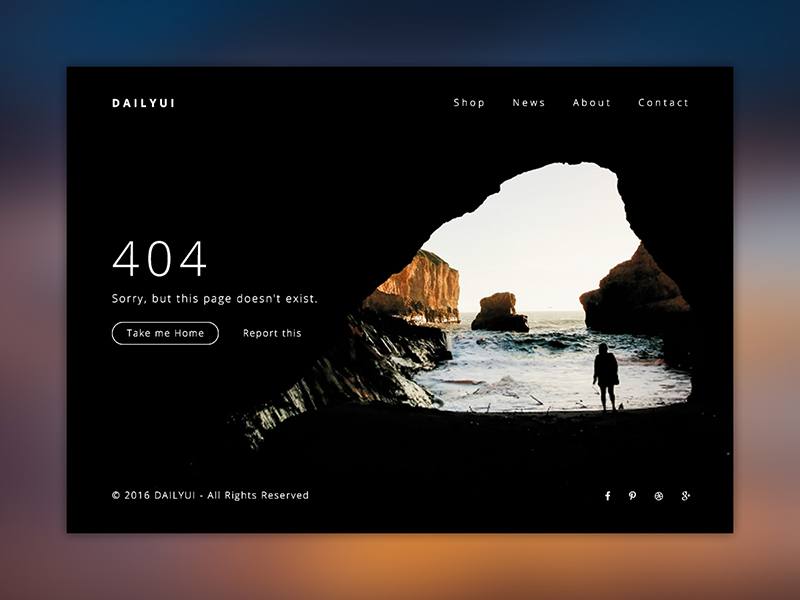 DAILYUI
Shop News About Contact
404
Sorry, but this page doesn't exist.
Take me Home Report this
© 2016 DAILYUI - All Rights Reserved